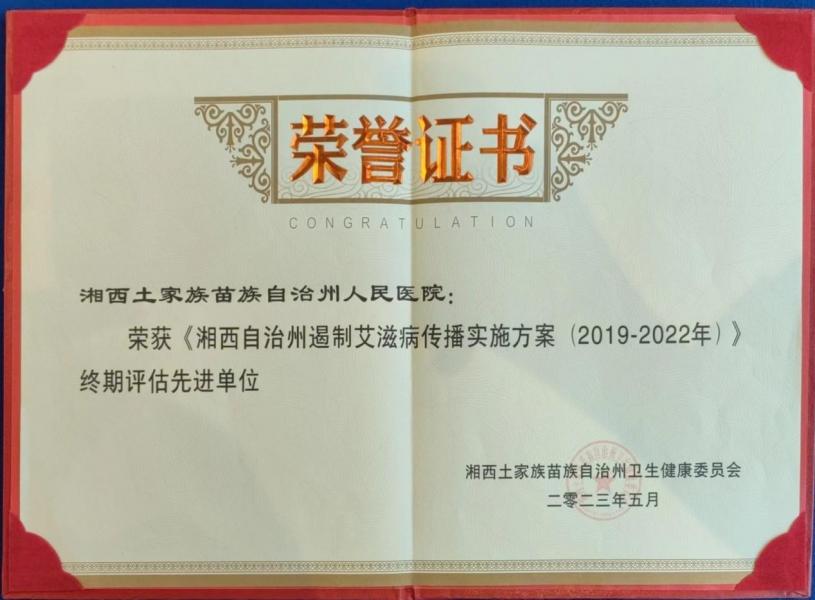 荣誉证书
CONGRATULATION
湘西土家族苗族自治州人民医院：
荣获《湘西自治州遏制艾滋病传播实施方案（2019-2022年）》
终期评估先进单位
湘西土家族苗族自治州卫生健康委员会
二零二三年五月